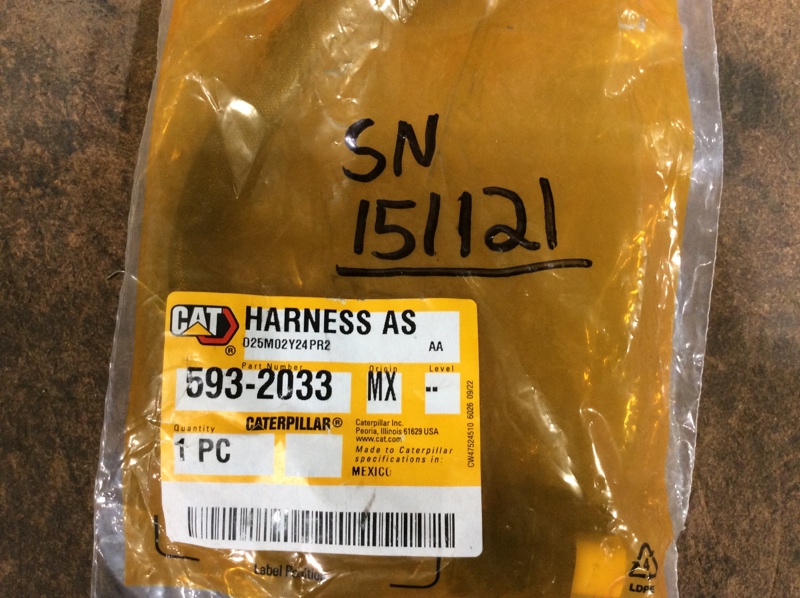 SN
151121
CAT®
HARNESS AS
D25M02Y24PR2 AA
Part Number Origin Level
593-2033 MX --
Quantity CATERPILLAR®
1 PC
Caterpillar Inc.
Peoria, Illinois 61629 USA
www.cat.com
Made to Caterpillar
specifications in:
MEXICO
CW47524510 6026 09/22
Label Position
4
LDPE